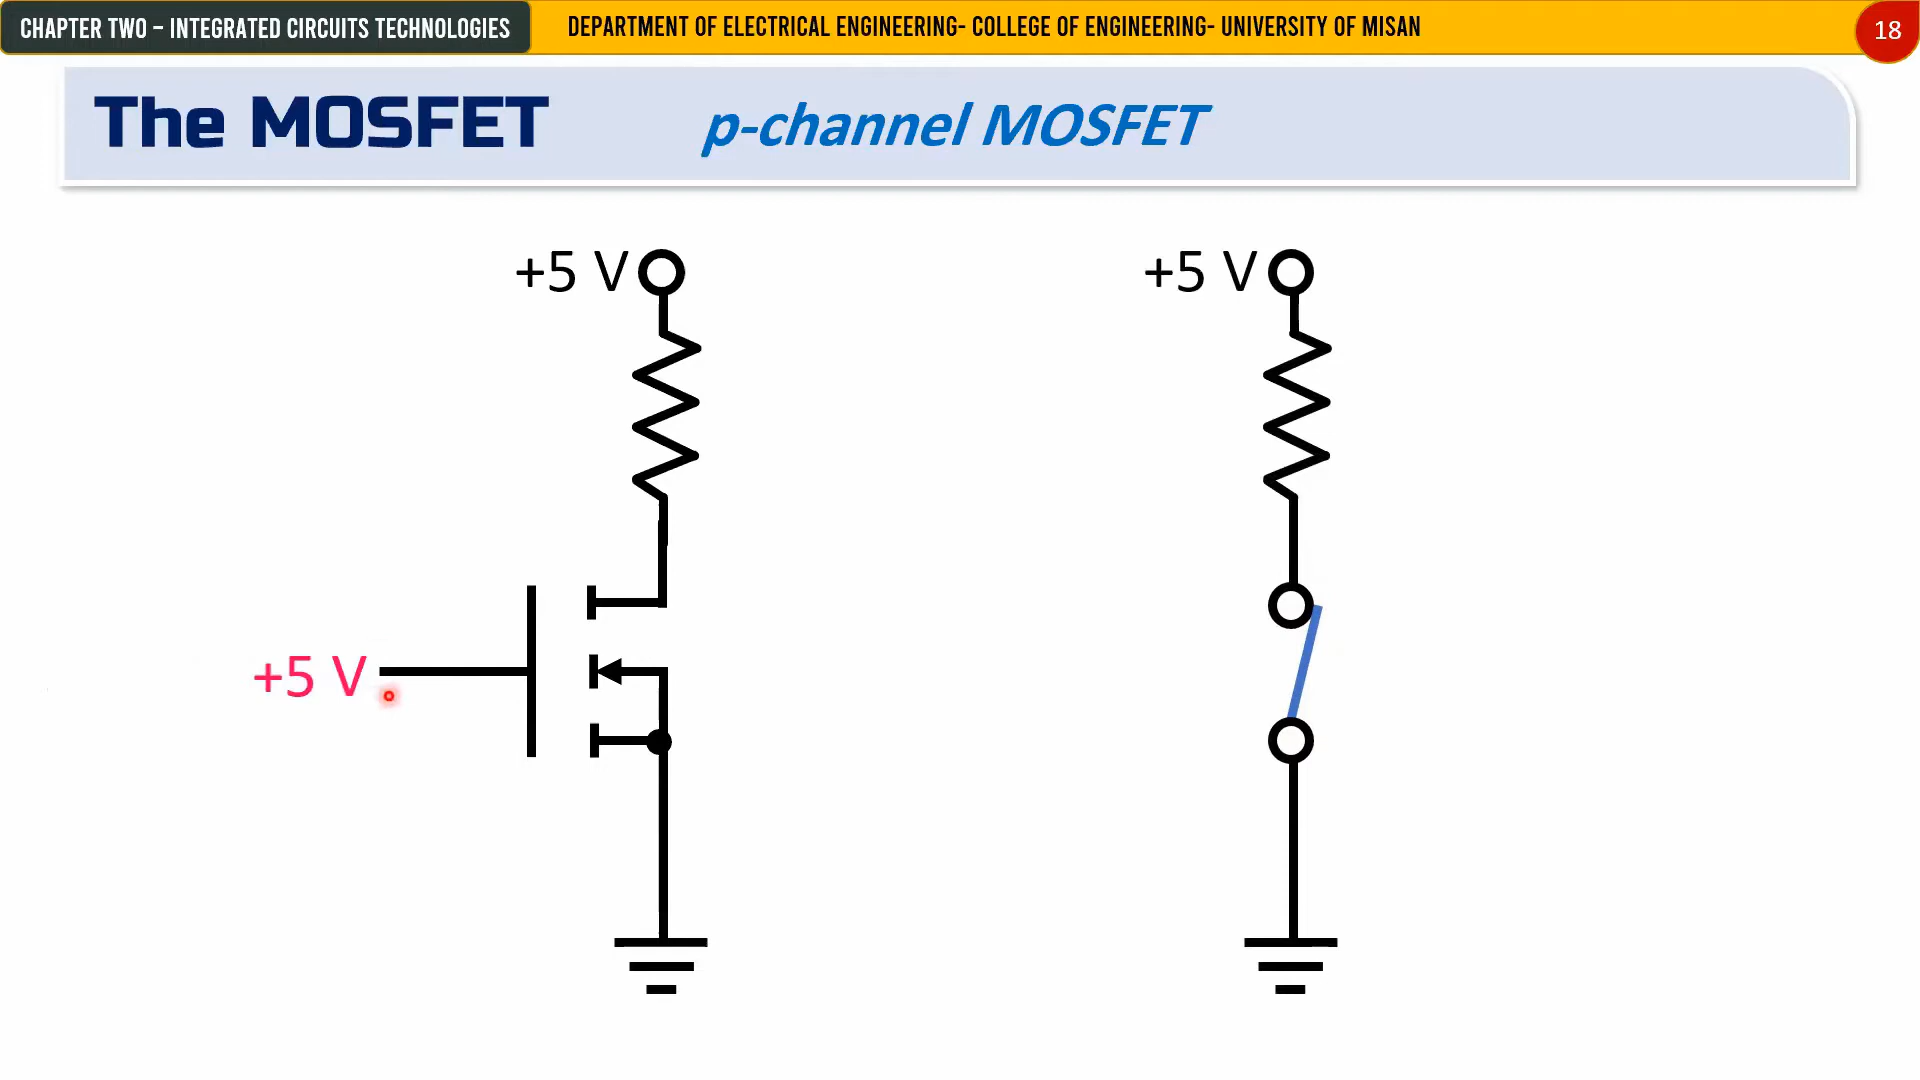 CHAPTER TWO – INTEGRATED CIRCUITS TECHNOLOGIES
DEPARTMENT OF ELECTRICAL ENGINEERING- COLLEGE OF ENGINEERING- UNIVERSITY OF MISAN
18
The MOSFET
p-channel MOSFET
+5 V
+5 V
+5 V